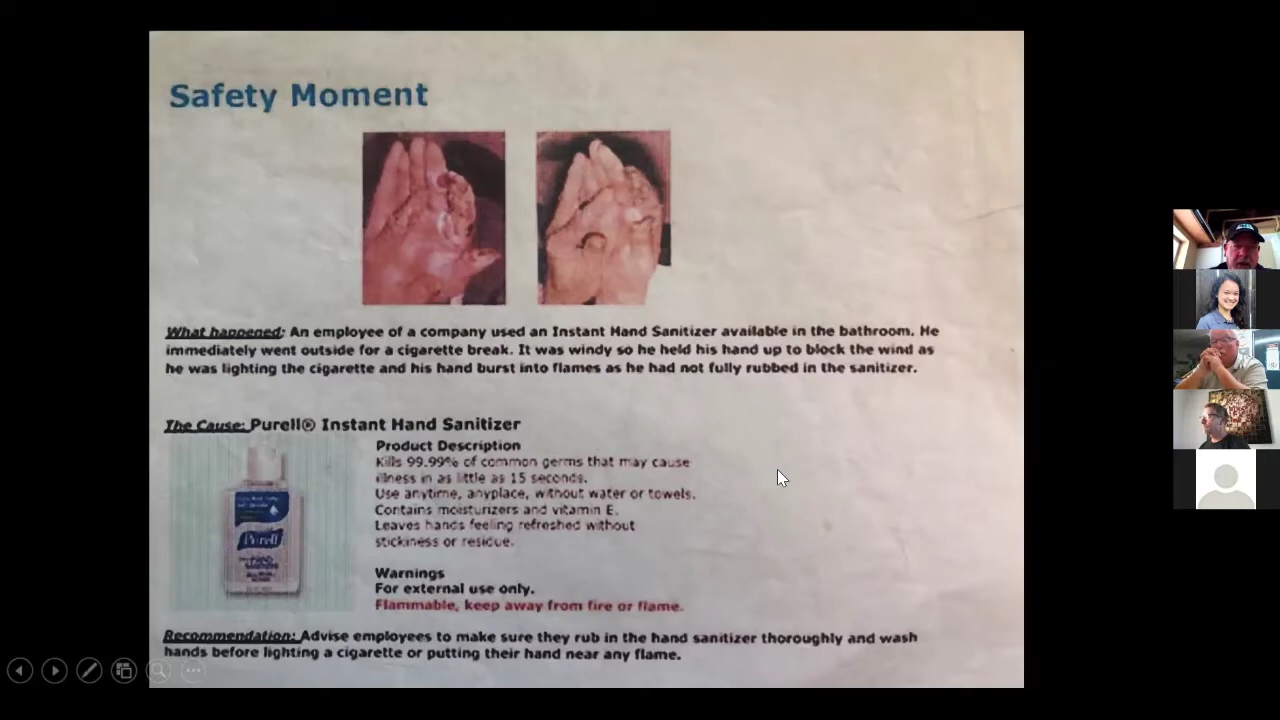 Safety Moment
What happened: An employee of a company used an Instant Hand Sanitizer available in the bathroom. He
immediately went outside for a cigarette break. It was windy so he held his hand up to block the wind as
he was lighting the cigarette and his hand burst into flames as he had not fully rubbed in the sanitizer.
The Cause: Purell® Instant Hand Sanitizer
Product Description
Kills 99.99% of common germs that may cause
illness in as little as 15 seconds.
Use anytime, anyplace, without water or towels.
Contains moisturizers and vitamin E.
Leaves hands feeling refreshed without
stickiness or residue.
Purell
Warnings
For external use only.
Flammable, keep away from fire or flame.
Recommendation: Advise employees to make sure they rub in the hand sanitizer thoroughly and wash
hands before lighting a cigarette or putting their hand near any flame.